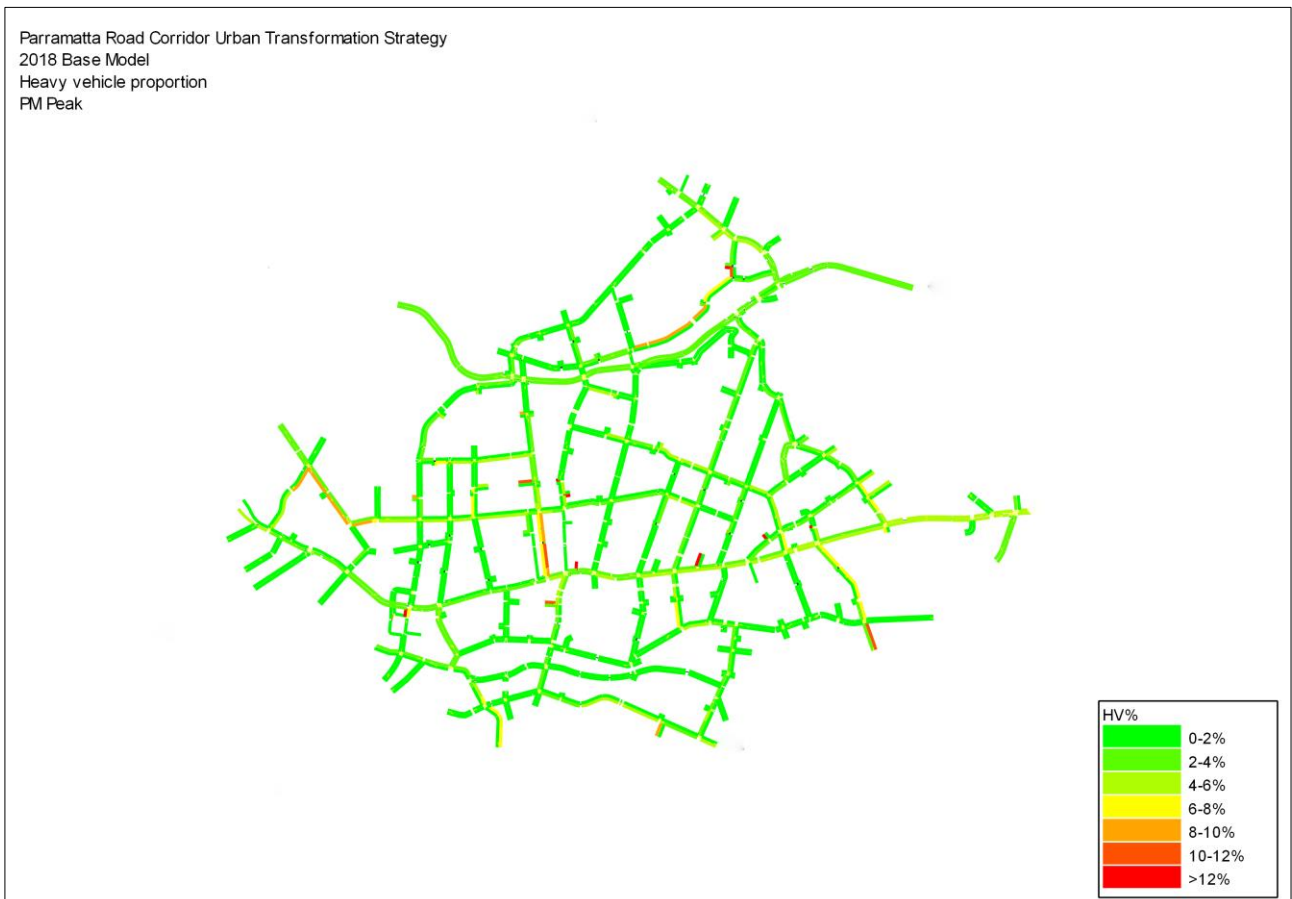 Parramatta Road Corridor Urban Transformation Strategy
2018 Base Model
Heavy vehicle proportion
PM Peak
HV%
0-2%
2-4%
4-6%
6-8%
8-10%
10-12%
>12%